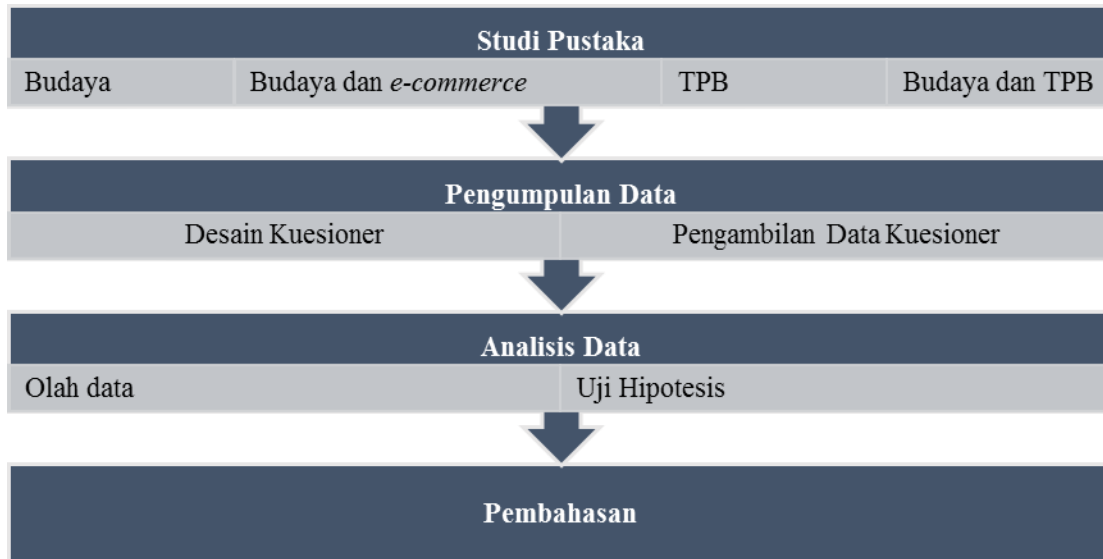 Studi Pustaka
Budaya
Budaya dan e-commerce
TPB
Budaya dan TPB
Pengumpulan Data
Desain Kuesioner
Pengambilan Data Kuesioner
Analisis Data
Olah data
Uji Hipotesis
Pembahasan